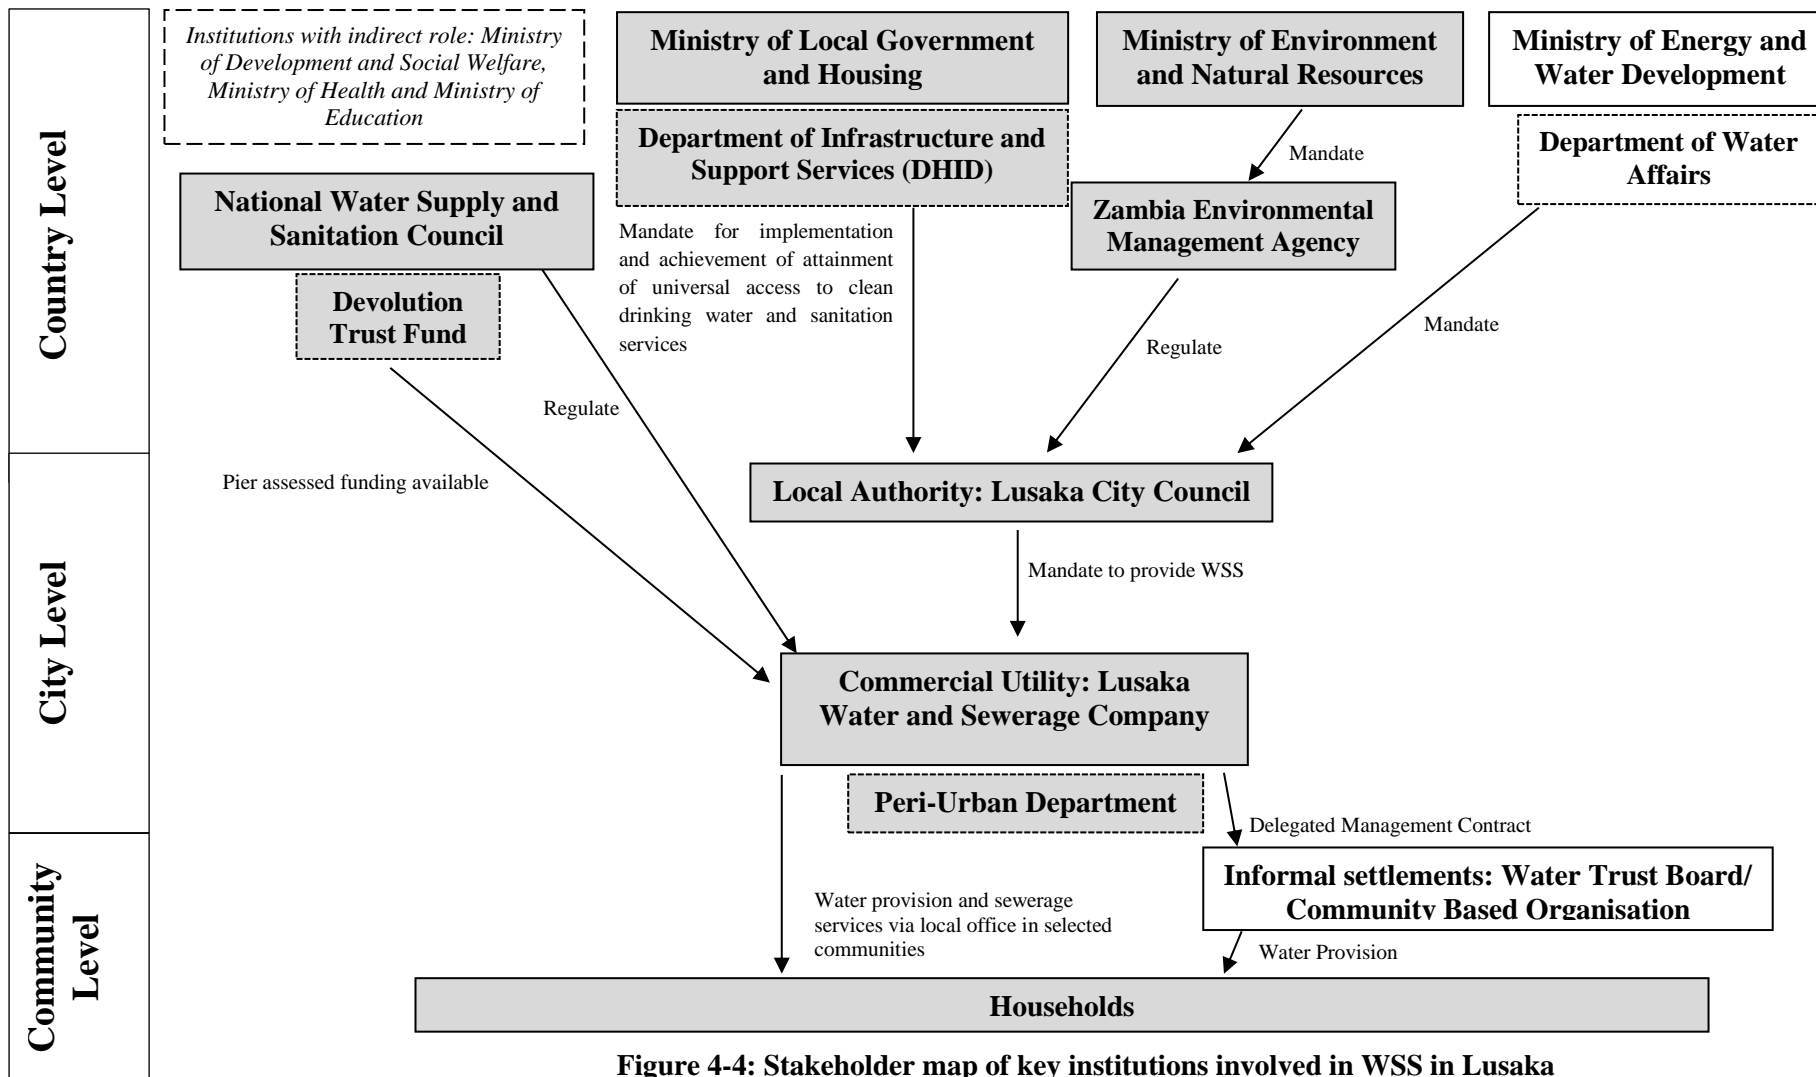 Country Level
City Level
Community
Level
Institutions with indirect role: Ministry
of Development and Social Welfare,
Ministry of Health and Ministry of
Education
Ministry of Local Government
and Housing
Ministry of Environment
and Natural Resources
Ministry of Energy and
Water Development
Department of Infrastructure and
Support Services (DHID)
Mandate
Department of Water
Affairs
National Water Supply and
Sanitation Council
Zambia Environmental
Management Agency
Mandate for implementation
and achievement of attainment
of universal access to clean
drinking water and sanitation
services
Devolution
Trust Fund
Mandate
Regulate
Regulate
Pier assessed funding available
Local Authority: Lusaka City Council
Mandate to provide WSS
Commercial Utility: Lusaka
Water and Sewerage Company
Peri-Urban Department
Delegated Management Contract
Informal settlements: Water Trust Board/
Community Based Organisation
Water provision and sewerage
services via local office in selected
communities
Water Provision
Households
Figure 4-4: Stakeholder map of key institutions involved in WSS in Lusaka